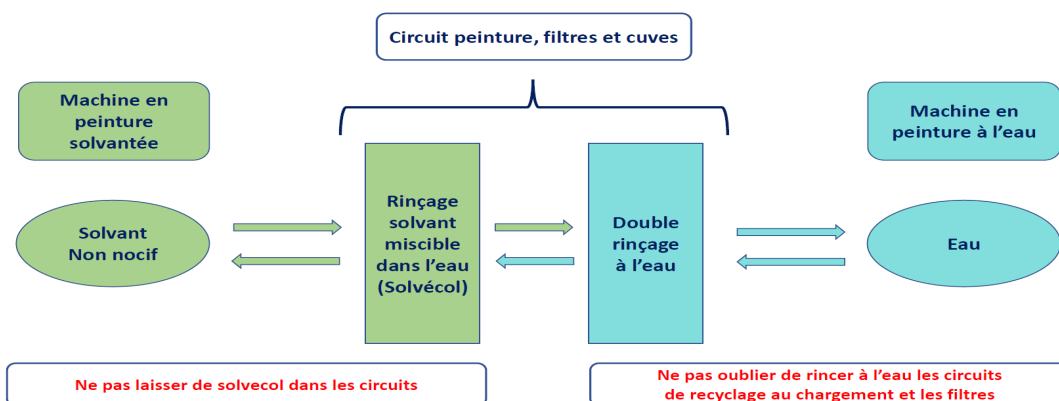 Circuit peinture, filtres et cuves
Machine en
peinture
solvantée
Machine en
peinture à l'eau
Solvant
Non nocif
Rinçage
solvant
miscible
dans l'eau
(Solvécol)
Double
rinçage
à l'eau
Eau
Ne pas laisser de solvecol dans les circuits
Ne pas oublier de rincer à l'eau les circuits
de recyclage au chargement et les filtres